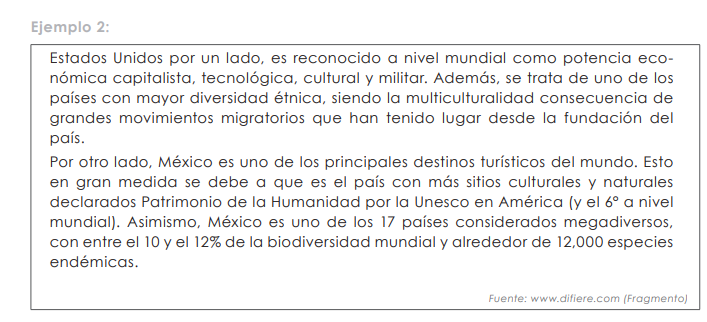 Ejemplo 2:
Estados Unidos por un lado, es reconocido a nivel mundial como potencia eco-
nómica capitalista, tecnológica, cultural y militar. Además, se trata de uno de los
países con mayor diversidad étnica, siendo la multiculturalidad consecuencia de
grandes movimientos migratorios que han tenido lugar desde la fundación del
país.
Por otro lado, México es uno de los principales destinos turísticos del mundo. Esto
en gran medida se debe a que es el país con más sitios culturales y naturales
declarados Patrimonio de la Humanidad por la Unesco en América (y el 6º a nivel
mundial). Asimismo, México es uno de los 17 países considerados megadiversos,
con entre el 10 y el 12% de la biodiversidad mundial y alrededor de 12,000 especies
endémicas.
Fuente: www.difiere.com (Fragmento)